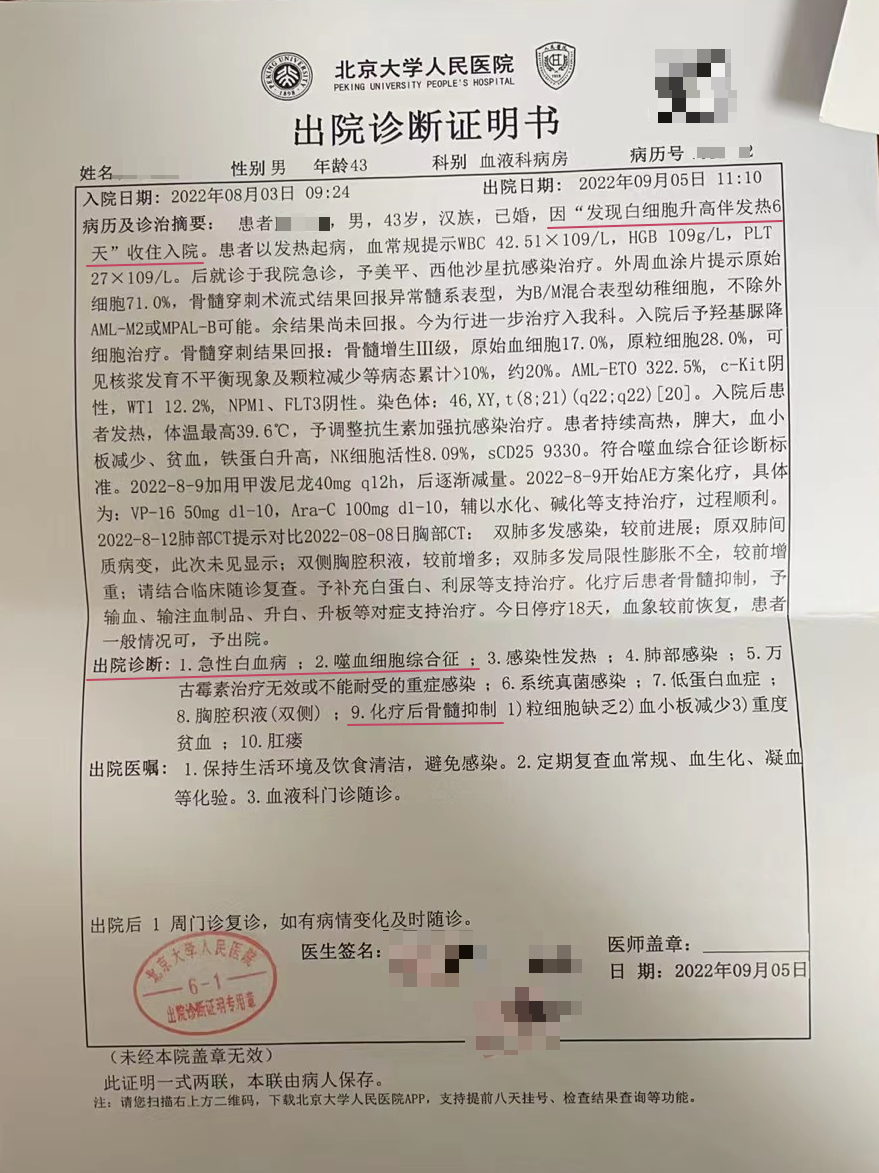 北京大学人民医院
PEKING UNIVERSITY PEOPLE'S HOSPITAL
出院诊断证明书
姓名 性别 男 年龄43 科别 血液科病房 病历号 2
入院日期: 2022年08月03日 09:24 出院日期: 2022年09月05日 11:10
病历及诊治摘要: 患者 ，男，43岁，汉族，已婚，因“发现白细胞升高伴发热6
天”收住入院。患者以发热起病，血常规提示WBC 42.51×109/L，HGB 109g/L，PLT
27×109/L。后就诊于我院急诊，予美平、西他沙星抗感染治疗。外周血涂片提示原始
细胞71.0%，骨髓穿刺术流式结果回报异常髓系表型，为B/M混合表型幼稚细胞，不除外
AML-M2或MPAL-B可能。余结果尚未回报。今为行进一步治疗入我科。入院后予羟基脲降
细胞治疗。骨髓穿刺结果回报：骨髓增生III级，原始血细胞17.0%，原粒细胞28.0%，可
见核浆发育不平衡现象及颗粒减少等病态累计>10%，约20%。AML-ETO 322.5%, c-Kit阴
性，WT1 12.2%, NPM1、FLT3阴性。染色体：46,XY,t(8;21)(q22;q22)[20]。入院后患
者发热，体温最高39.6℃，予调整抗生素加强抗感染治疗。患者持续高热，脾大，血小
板减少、贫血，铁蛋白升高，NK细胞活性8.09%，sCD25 9330。符合噬血综合征诊断标
准。2022-8-9加用甲泼尼龙40mg q12h，后逐渐减量。2022-8-9开始AE方案化疗，具体
为：VP-16 50mg d1-10, Ara-C 100mg d1-10，辅以水化、碱化等支持治疗，过程顺利。
2022-8-12肺部CT提示对比2022-08-08日胸部CT： 双肺多发感染，较前进展；原双肺间
质病变，此次未见显示；双侧胸腔积液，较前增多；双肺多发局限性膨胀不全，较前增
重；请结合临床随诊复查。予补充白蛋白、利尿等支持治疗。化疗后患者骨髓抑制，予
输血、输注血制品、升白、升板等对症支持治疗。今日停疗18天，血象较前恢复，患者
一般情况可，予出院。
出院诊断: 1.急性白血病 ；2.噬血细胞综合征 ；3.感染性发热 ；4.肺部感染 ；5.万
古霉素治疗无效或不能耐受的重症感染 ；6.系统真菌感染 ；7.低蛋白血症 ；
8.胸腔积液(双侧) ；9.化疗后骨髓抑制 1)粒细胞缺乏2)血小板减少3)重度
贫血 ；10.肛瘘
出院医嘱: 1.保持生活环境及饮食清洁，避免感染。2.定期复查血常规、血生化、凝血
等化验。3.血液科门诊随诊。
出院后 1 周门诊复诊，如有病情变化及时随诊。
医生签名: 医师盖章:
日 期: 2022年09月05日
北京大学人民医院
6-1
出院诊断证明专用章
（未经本院盖章无效）
此证明一式两联，本联由病人保存。
注：请您扫描右上方二维码，下载北京大学人民医院APP，支持提前八天挂号、检查结果查询等功能。